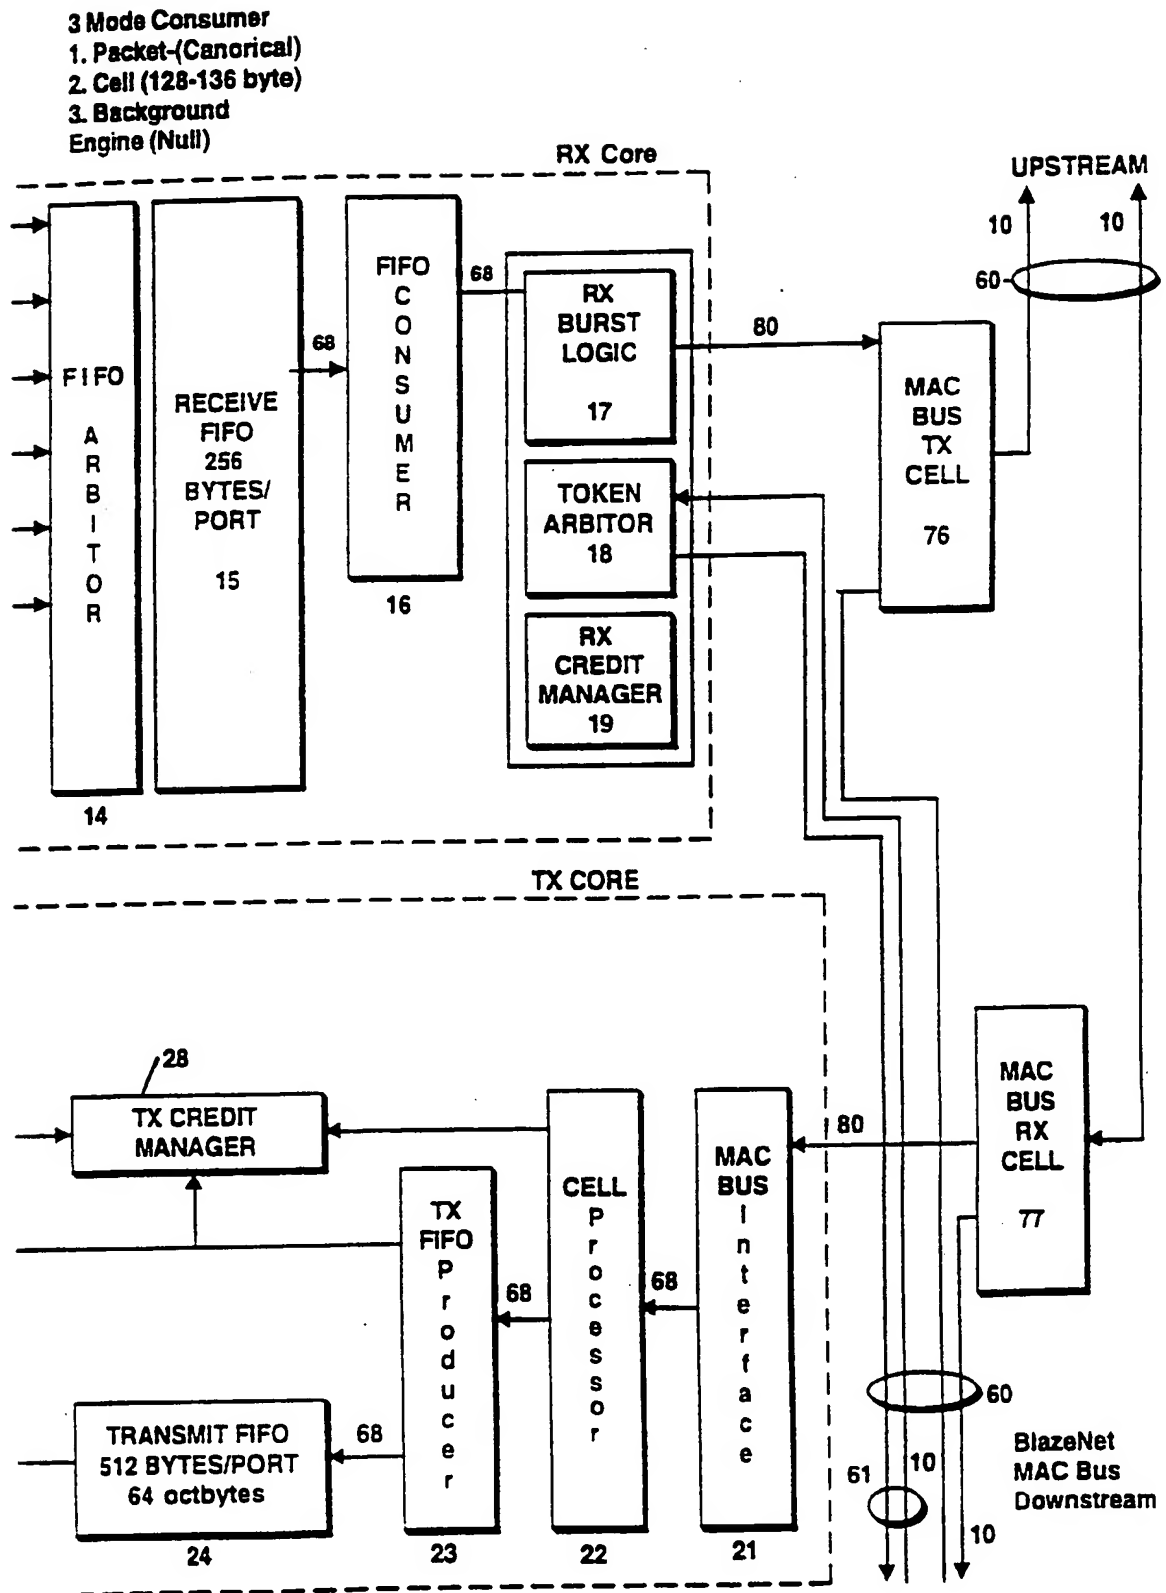 3 Mode Consumer
1. Packet-(Canorical)
2. Cell (128-136 byte)
3. Background
Engine (Null)
RX Core
UPSTREAM
10
10
60
FIFO
ARBITOR
14
RECEIVE
FIFO
256
BYTES/
PORT
15
68
FIFO
CONSUMER
16
68
RX
BURST
LOGIC
17
TOKEN
ARBITOR
18
RX
CREDIT
MANAGER
19
80
MAC
BUS
TX
CELL
76
TX CORE
28
TX CREDIT
MANAGER
TX
FIFO
Producer
23
68
CELL
Processor
22
68
MAC
BUS
Interface
21
80
MAC
BUS
RX
CELL
77
TRANSMIT FIFO
512 BYTES/PORT
64 octbytes
24
68
60
61
10
10
BlazeNet
MAC Bus
Downstream